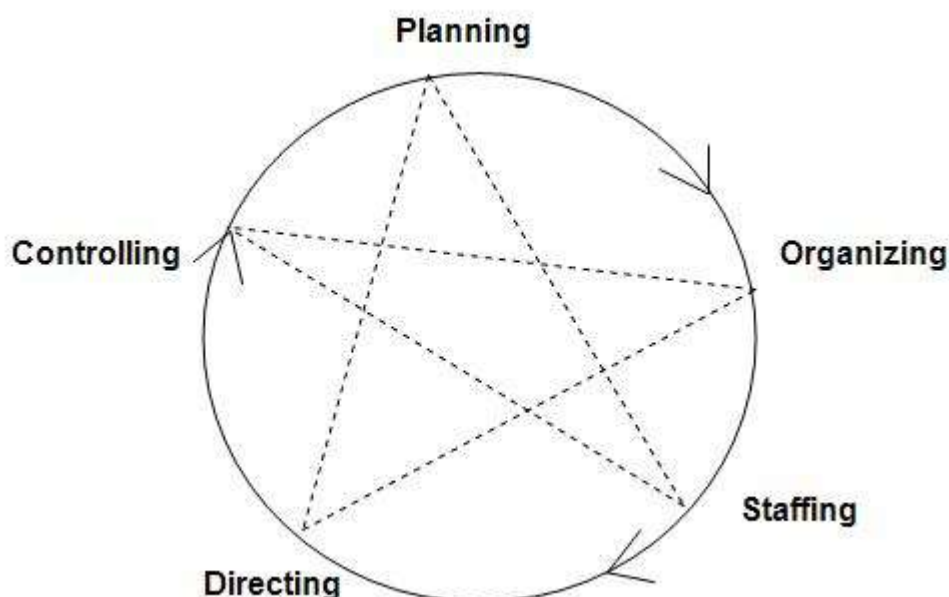 Planning
Controlling
Organizing
Staffing
Directing